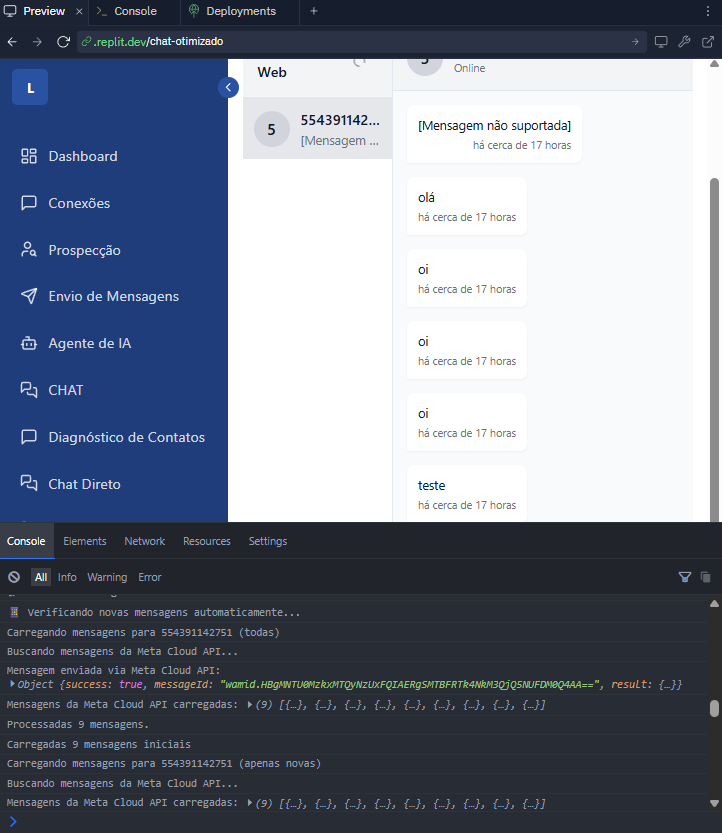 Preview
Console
Deployments
.replit.dev/chat-otimizado
L
Dashboard
Conexões
Prospecção
Envio de Mensagens
Agente de IA
CHAT
Diagnóstico de Contatos
Chat Direto
Web
5
554391142...
[Mensagem ...
Online
[Mensagem não suportada]
há cerca de 17 horas
olá
há cerca de 17 horas
oi
há cerca de 17 horas
oi
há cerca de 17 horas
oi
há cerca de 17 horas
teste
há cerca de 17 horas
Console Elements Network Resources Settings
All Info Warning Error
Verificando novas mensagens automaticamente...
Carregando mensagens para 554391142751 (todas)
Buscando mensagens da Meta Cloud API...
Mensagem enviada via Meta Cloud API:
Object {success: true, messageId: "wamid.HBgMNTU0MzkxMTQyNzUxFQIAERgSMTBFRTk4NkM3QjQ5NUFDM0Q4AA==", result: {…}}
Mensagens da Meta Cloud API carregadas: (9) [{…}, {…}, {…}, {…}, {…}, {…}, {…}, {…}, {…}]
Processadas 9 mensagens.
Carregadas 9 mensagens iniciais
Carregando mensagens para 554391142751 (apenas novas)
Buscando mensagens da Meta Cloud API...
Mensagens da Meta Cloud API carregadas: (9) [{…}, {…}, {…}, {…}, {…}, {…}, {…}, {…}, {…}]